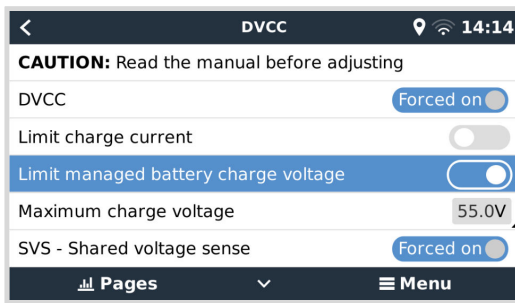 DVCC 14:14
CAUTION: Read the manual before adjusting
DVCC Forced on
Limit charge current
Limit managed battery charge voltage
Maximum charge voltage 55.0V
SVS - Shared voltage sense Forced on
Pages Menu